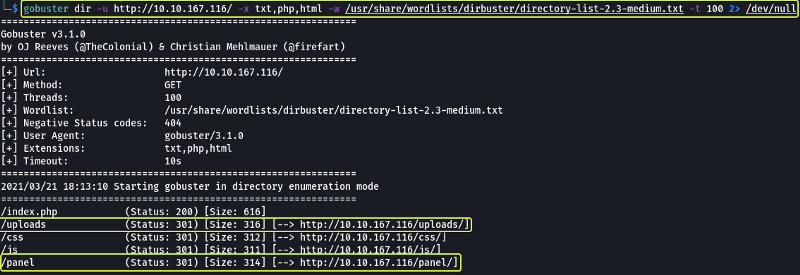 └─$ gobuster dir -u http://10.10.167.116/ -x txt,php,html -w /usr/share/wordlists/dirbuster/directory-list-2.3-medium.txt -t 100 2> /dev/null
===============================================================
Gobuster v3.1.0
by OJ Reeves (@TheColonial) & Christian Mehlmauer (@firefart)
===============================================================
[+] Url:                     http://10.10.167.116/
[+] Method:                  GET
[+] Threads:                 100
[+] Wordlist:                /usr/share/wordlists/dirbuster/directory-list-2.3-medium.txt
[+] Negative Status codes:   404
[+] User Agent:              gobuster/3.1.0
[+] Extensions:              txt,php,html
[+] Timeout:                 10s
===============================================================
2021/03/21 18:13:10 Starting gobuster in directory enumeration mode
===============================================================
/index.php            (Status: 200) [Size: 616]
/uploads              (Status: 301) [Size: 316] [--> http://10.10.167.116/uploads/]
/css                  (Status: 301) [Size: 312] [--> http://10.10.167.116/css/]
/js                   (Status: 301) [Size: 311] [--> http://10.10.167.116/js/]
/panel                (Status: 301) [Size: 314] [--> http://10.10.167.116/panel/]